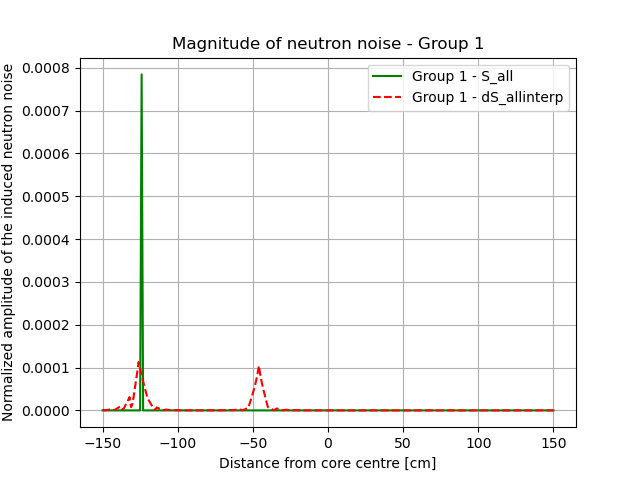 Magnitude of neutron noise - Group 1
Normalized amplitude of the induced neutron noise
0.0008
0.0007
0.0006
0.0005
0.0004
0.0003
0.0002
0.0001
0.0000
Group 1 - S_all
Group 1 - dS_allinterp
−150 −100 −50 0 50 100 150
Distance from core centre [cm]